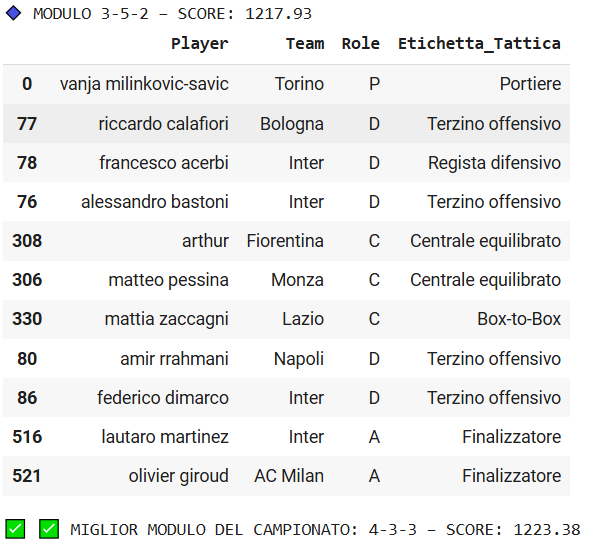 MODULO 3-5-2 – SCORE: 1217.93
Player Team Role Etichetta_Tattica
0 vanja milinkovic-savic Torino P Portiere
77 riccardo calafiori Bologna D Terzino offensivo
78 francesco acerbi Inter D Regista difensivo
76 alessandro bastoni Inter D Terzino offensivo
308 arthur Fiorentina C Centrale equilibrato
306 matteo pessina Monza C Centrale equilibrato
330 mattia zaccagni Lazio C Box-to-Box
80 amir rrahmani Napoli D Terzino offensivo
86 federico dimarco Inter D Terzino offensivo
516 lautaro martinez Inter A Finalizzatore
521 olivier giroud AC Milan A Finalizzatore
MIGLIOR MODULO DEL CAMPIONATO: 4-3-3 – SCORE: 1223.38